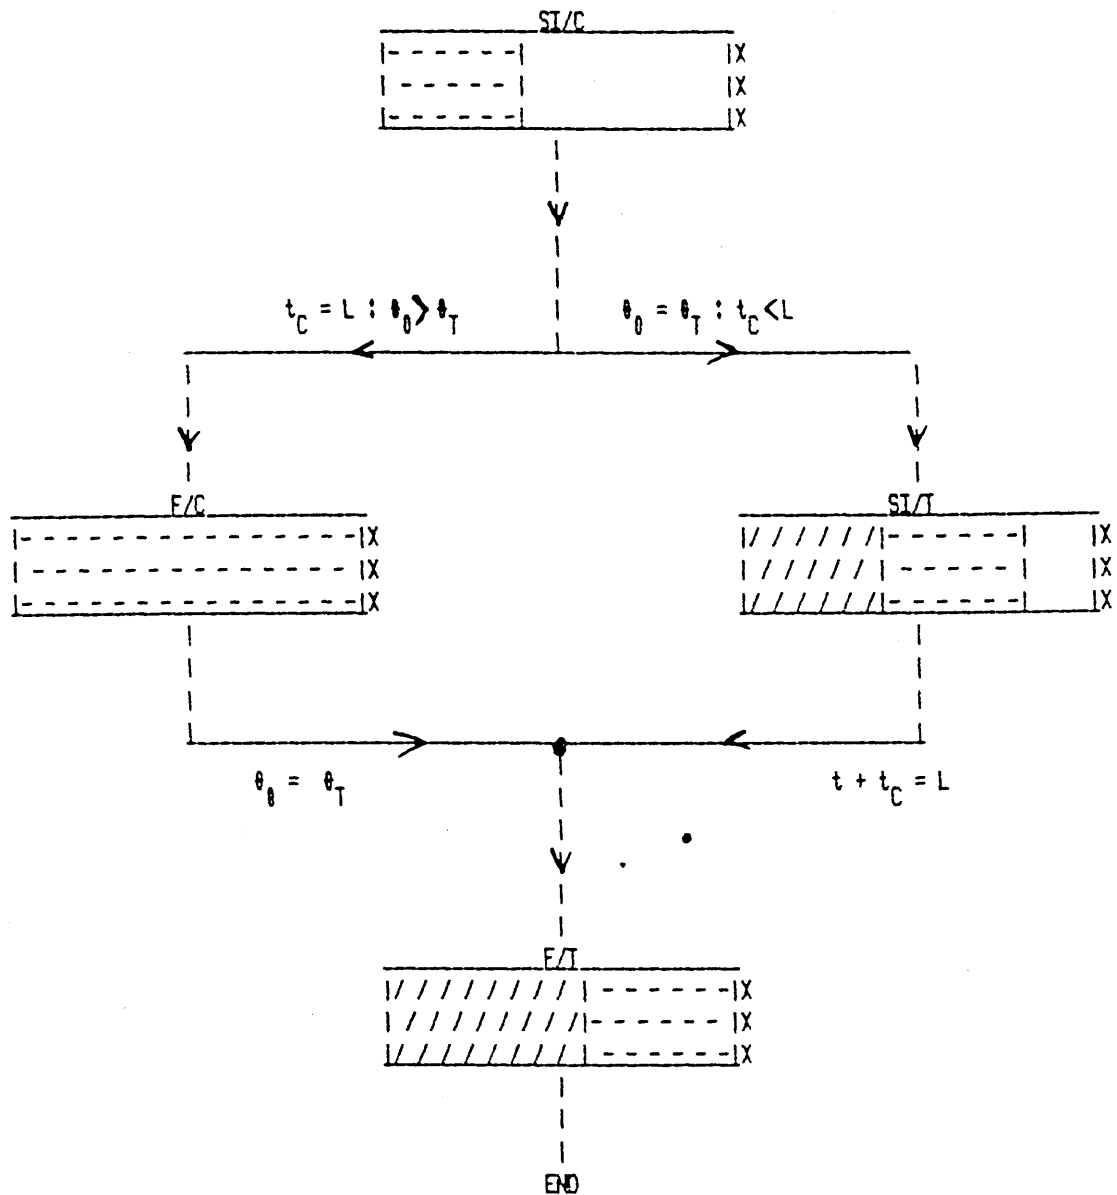 SI/C
X
X
X
t_C = L : θ_0 > θ_T
θ_0 = θ_T : t_C < L
F/C
X
X
X
SI/T
X
X
X
θ_0 = θ_T
t + t_C = L
F/T
X
X
X
END